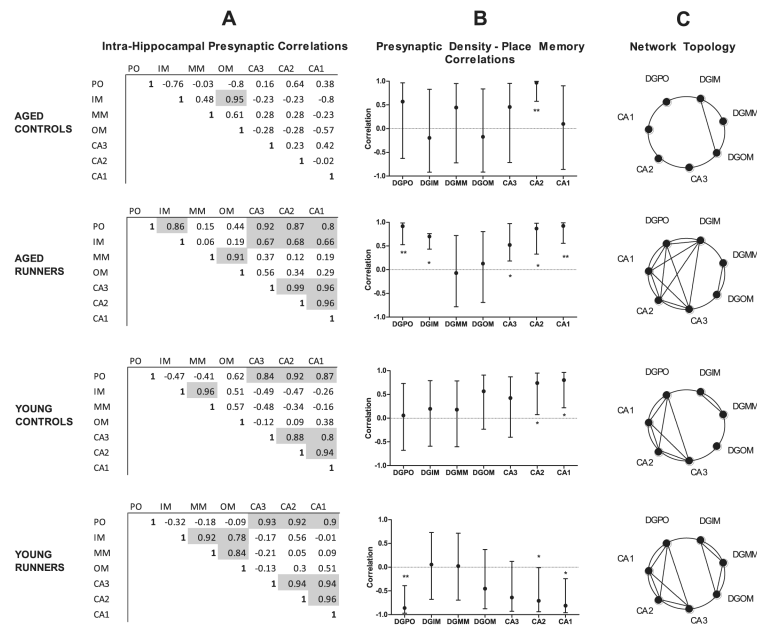 A B C
Intra-Hippocampal Presynaptic Correlations
Presynaptic Density - Place Memory Correlations
Network Topology
AGED CONTROLS
PO IM MM OM CA3 CA2 CA1
PO 1 -0.76 -0.03 -0.8 0.16 0.64 0.38
IM 1 0.48 0.95 -0.23 -0.23 -0.8
MM 1 0.61 0.28 0.28 -0.23
OM 1 -0.28 -0.28 -0.57
CA3 1 0.23 0.42
CA2 1 -0.02
CA1 1
Correlation
1.0
0.5
0.0
-0.5
-1.0
**
DGPO DGIM DGMM DGOM CA3 CA2 CA1
DGPO DGIM
CA1 DGMM
CA2 DGOM
CA3
AGED RUNNERS
PO IM MM OM CA3 CA2 CA1
PO 1 0.86 0.15 0.44 0.92 0.87 0.8
IM 1 0.06 0.19 0.67 0.68 0.66
MM 1 0.91 0.37 0.12 0.19
OM 1 0.56 0.34 0.29
CA3 1 0.99 0.96
CA2 1 0.96
CA1 1
Correlation
1.0
0.5
0.0
-0.5
-1.0
** * * * **
DGPO DGIM DGMM DGOM CA3 CA2 CA1
DGPO DGIM
CA1 DGMM
CA2 DGOM
CA3
YOUNG CONTROLS
PO IM MM OM CA3 CA2 CA1
PO 1 -0.47 -0.41 0.62 0.84 0.92 0.87
IM 1 0.96 0.51 -0.49 -0.47 -0.26
MM 1 0.57 -0.48 -0.34 -0.16
OM 1 -0.12 0.09 0.38
CA3 1 0.88 0.8
CA2 1 0.94
CA1 1
Correlation
1.0
0.5
0.0
-0.5
-1.0
* *
DGPO DGIM DGMM DGOM CA3 CA2 CA1
DGPO DGIM
CA1 DGMM
CA2 DGOM
CA3
YOUNG RUNNERS
PO IM MM OM CA3 CA2 CA1
PO 1 -0.32 -0.18 -0.09 0.93 0.92 0.9
IM 1 0.92 0.78 -0.17 0.56 -0.01
MM 1 0.84 -0.21 0.05 0.09
OM 1 -0.13 0.3 0.51
CA3 1 0.94 0.94
CA2 1 0.96
CA1 1
Correlation
1.0
0.5
0.0
-0.5
-1.0
** * *
DGPO DGIM DGMM DGOM CA3 CA2 CA1
DGPO DGIM
CA1 DGMM
CA2 DGOM
CA3